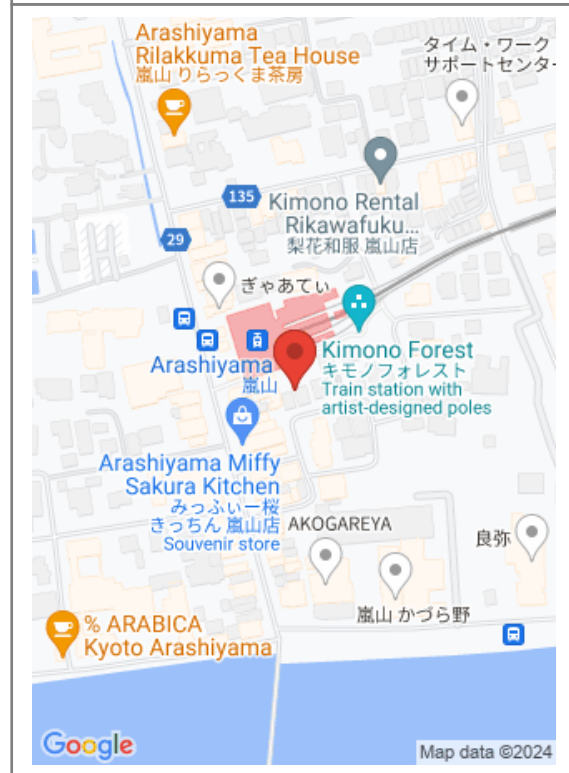 Arashiyama
Rilakkuma Tea House
嵐山 りらっくま茶房
タイム・ワーク
サポートセンタ
135
Kimono Rental
Rikawafuku...
梨花和服 嵐山店
29
ぎゃあてぃ
Arashiyama
嵐山
Kimono Forest
キモノフォレスト
Train station with
artist-designed poles
Arashiyama Miffy
Sakura Kitchen
みっふぃー桜
きっちん 嵐山店
Souvenir store
AKOGAREYA
良弥
嵐山 かづら野
% ARABICA
Kyoto Arashiyama
Google
Map data ©2024